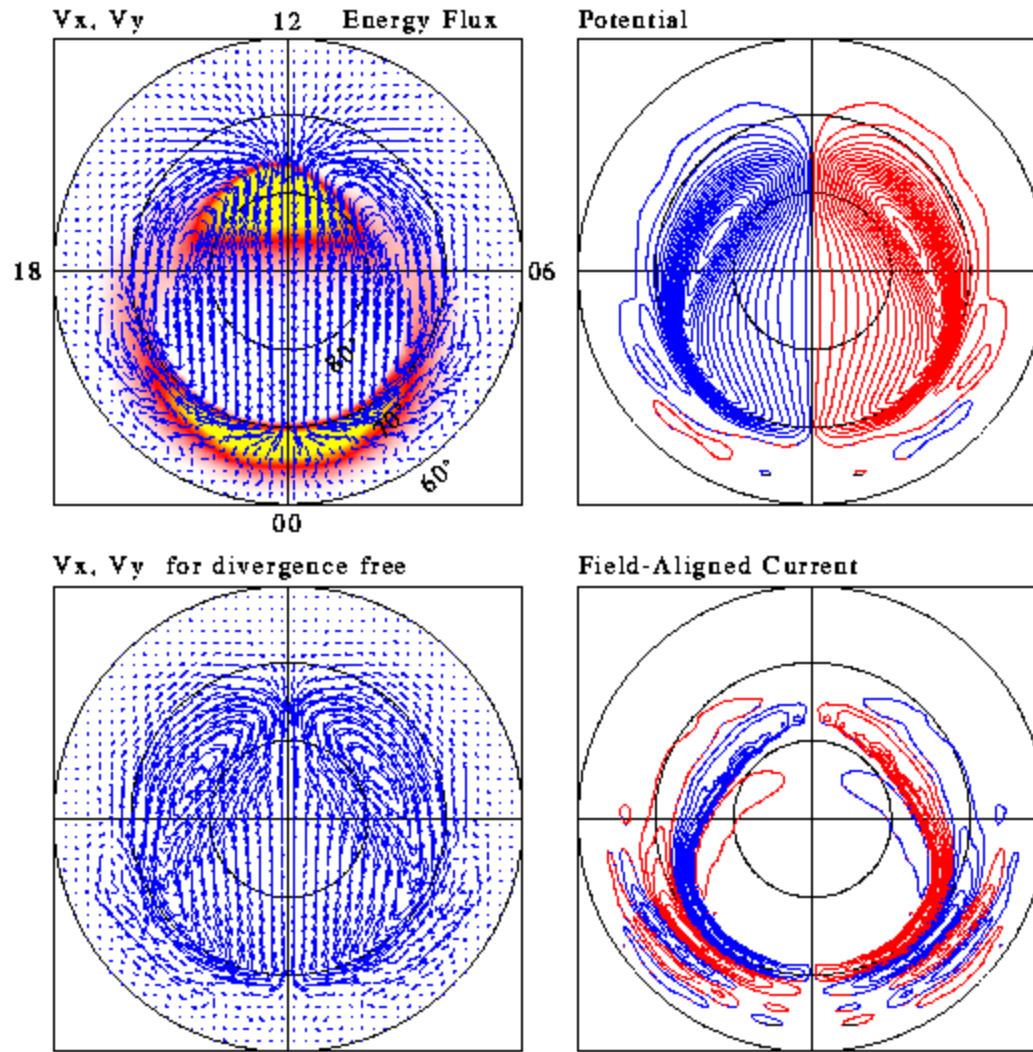 Vx, Vy 12 Energy Flux
Potential
18
06
80°
70°
60°
00
Vx, Vy for divergence free
Field-Aligned Current